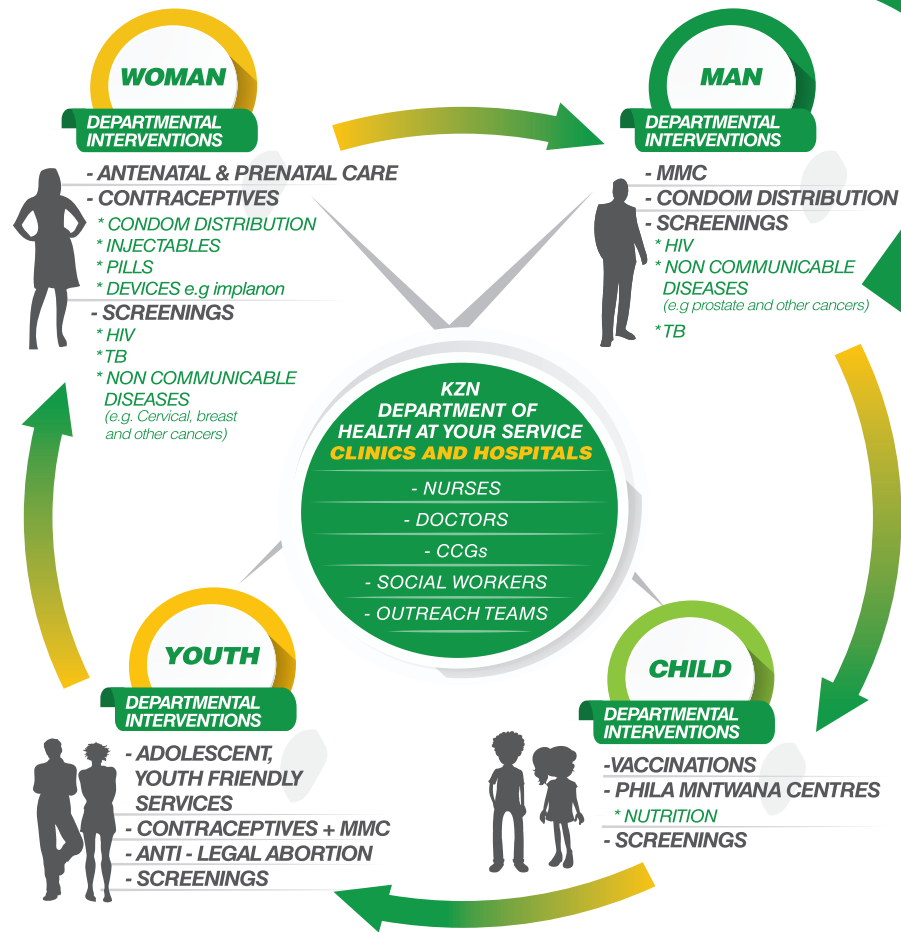 WOMAN
DEPARTMENTAL
INTERVENTIONS
- ANTENATAL & PRENATAL CARE
- CONTRACEPTIVES
* CONDOM DISTRIBUTION
* INJECTABLES
* PILLS
* DEVICES e.g implanon
- SCREENINGS
* HIV
* TB
* NON COMMUNICABLE
DISEASES
(e.g. Cervical, breast
and other cancers)
MAN
DEPARTMENTAL
INTERVENTIONS
- MMC
- CONDOM DISTRIBUTION
- SCREENINGS
* HIV
* NON COMMUNICABLE
DISEASES
(e.g prostate and other cancers)
* TB
KZN
DEPARTMENT OF
HEALTH AT YOUR SERVICE
CLINICS AND HOSPITALS
- NURSES
- DOCTORS
- CCGs
- SOCIAL WORKERS
- OUTREACH TEAMS
YOUTH
DEPARTMENTAL
INTERVENTIONS
- ADOLESCENT,
YOUTH FRIENDLY
SERVICES
- CONTRACEPTIVES + MMC
- ANTI - LEGAL ABORTION
- SCREENINGS
CHILD
DEPARTMENTAL
INTERVENTIONS
-VACCINATIONS
- PHILA MNTWANA CENTRES
* NUTRITION
- SCREENINGS